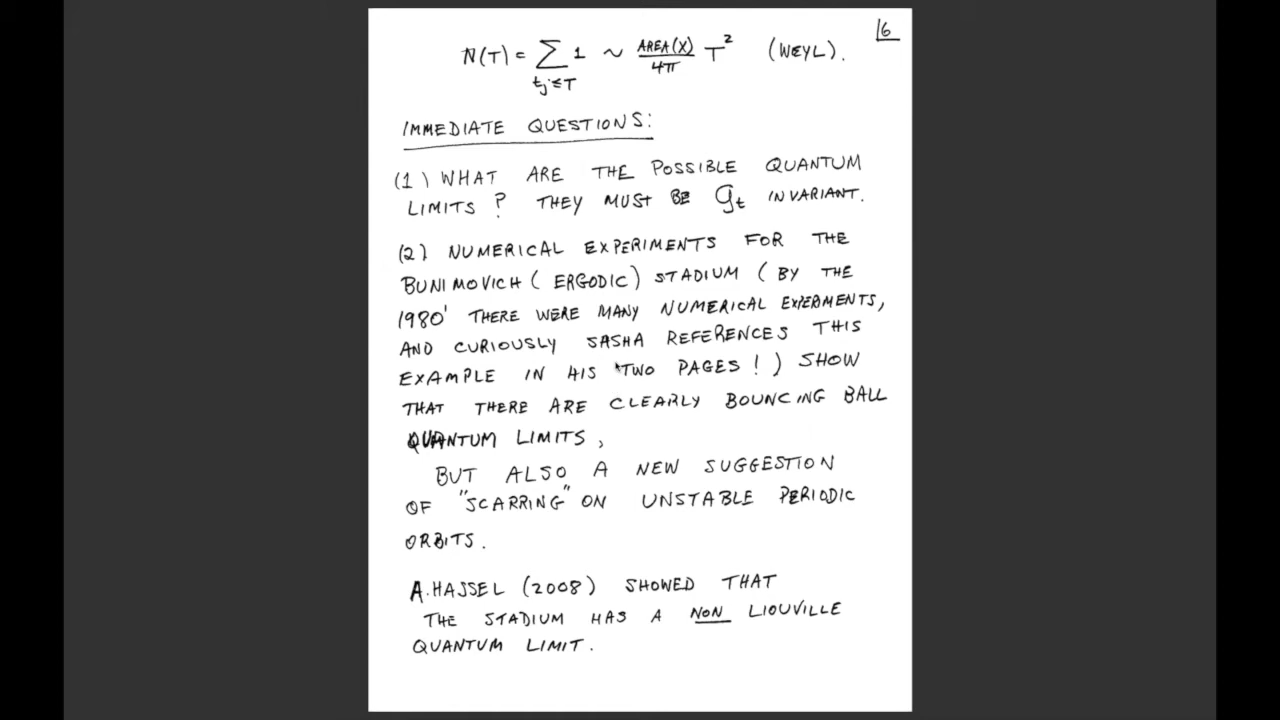 16
N(T) = ∑ 1 ~ AREA(X)/4π T² (WEYL).
tj ≤ T
IMMEDIATE QUESTIONS:
(1) WHAT ARE THE POSSIBLE QUANTUM
LIMITS? THEY MUST BE Gt INVARIANT.
(2) NUMERICAL EXPERIMENTS FOR THE
BUNIMOVICH (ERGODIC) STADIUM (BY THE
1980' THERE WERE MANY NUMERICAL EXPERIMENTS,
AND CURIOUSLY SASHA REFERENCES THIS
EXAMPLE IN HIS TWO PAGES!) SHOW
THAT THERE ARE CLEARLY BOUNCING BALL
QUANTUM LIMITS,
BUT ALSO A NEW SUGGESTION
OF "SCARRING" ON UNSTABLE PERIODIC
ORBITS.
A. HASSEL (2008) SHOWED THAT
THE STADIUM HAS A NON LIOUVILLE
QUANTUM LIMIT.